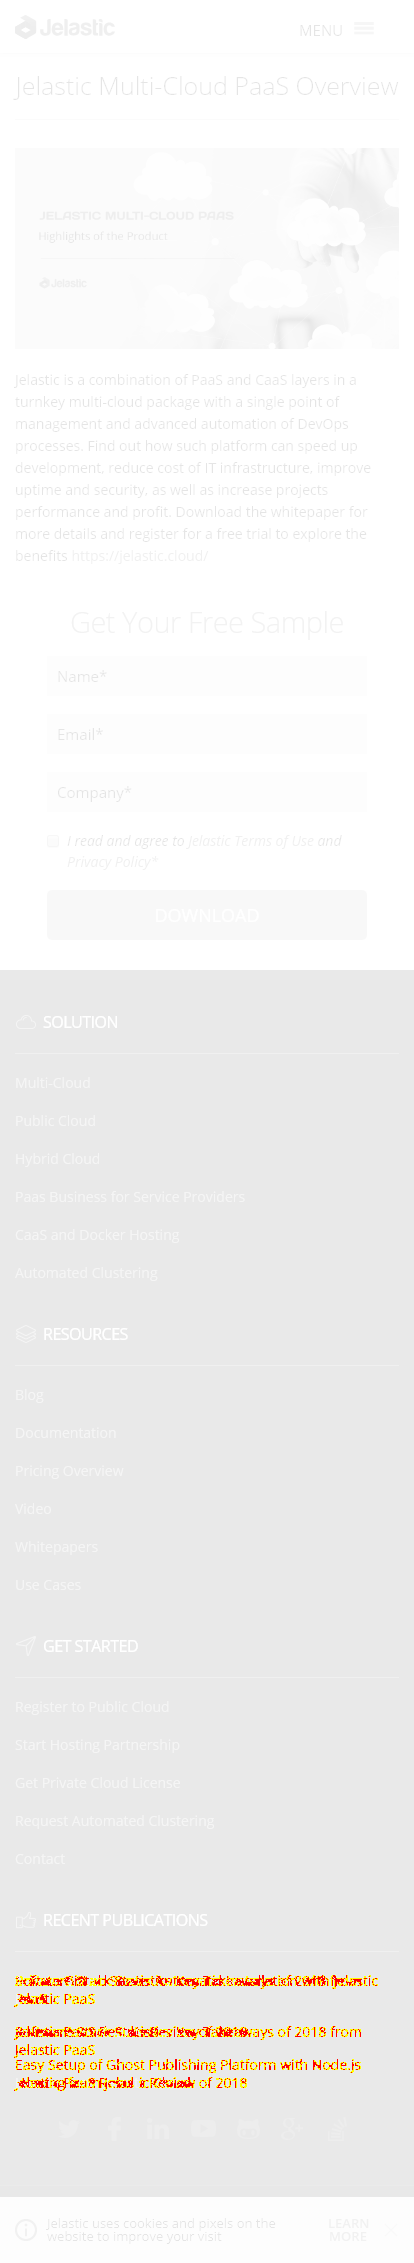 Jelastic
MENU
Jelastic Multi-Cloud PaaS Overview
JELASTIC MULTI-CLOUD PAAS
Highlights of the Product
Jelastic
Jelastic is a combination of PaaS and CaaS layers in a
turnkey multi-cloud package with a single point of
management and advanced automation of DevOps
processes. Find out how such platform can speed up
development, reduce cost of IT infrastructure, improve
uptime and security, as well as increase projects
performance and profit. Download the whitepaper for
more details and register for a free trial to explore the
benefits https://jelastic.cloud/
Get Your Free Sample
Name*
Email*
Company*
I read and agree to Jelastic Terms of Use and
Privacy Policy*
DOWNLOAD
SOLUTION
Multi-Cloud
Public Cloud
Hybrid Cloud
Paas Business for Service Providers
CaaS and Docker Hosting
Automated Clustering
RESOURCES
Blog
Documentation
Pricing Overview
Video
Whitepapers
Use Cases
GET STARTED
Register to Public Cloud
Start Hosting Partnership
Get Private Cloud License
Request Automated Clustering
Contact
RECENT PUBLICATIONS
Jelastic
PaaS
of 2018 from
Jelastic PaaS
Easy Setup of Ghost Publishing Platform with Node.js
of 2018
Jelastic uses cookies and pixels on the
website to improve your visit
LEARN
MORE